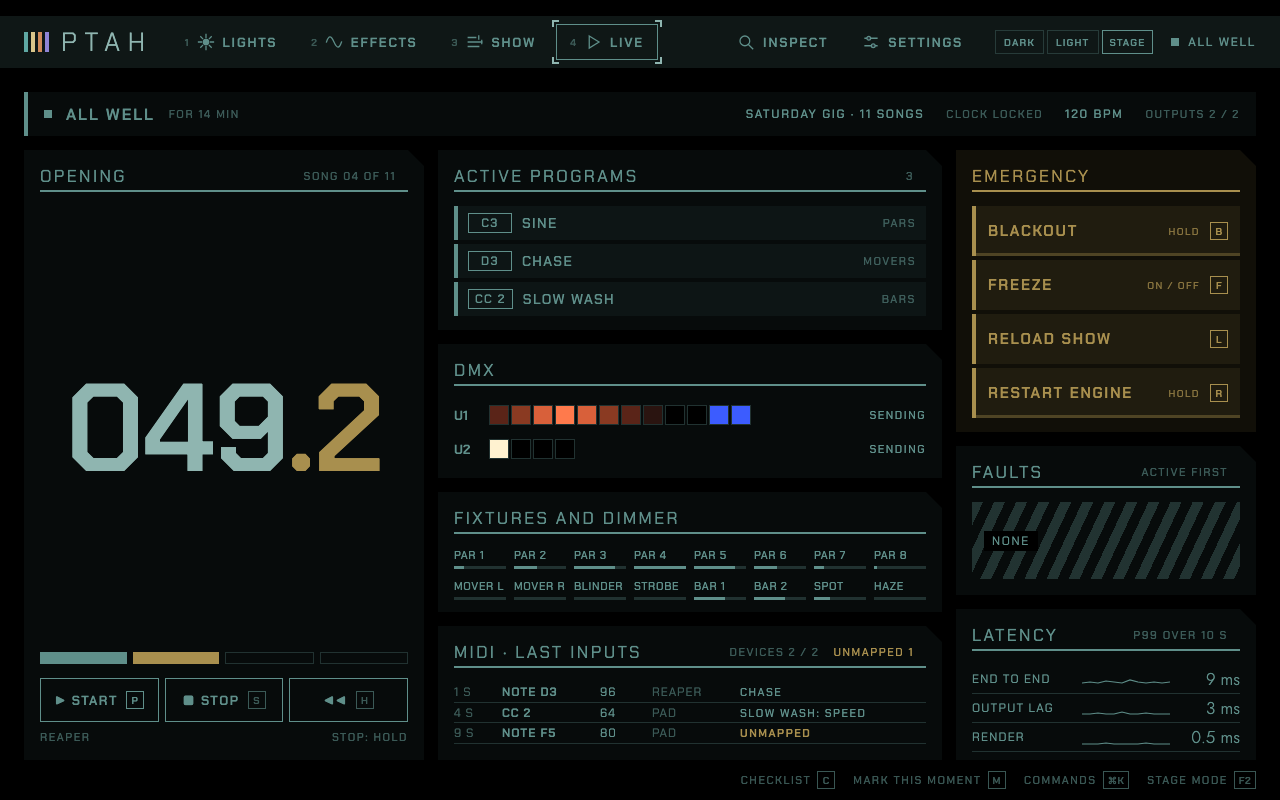 PTAH 1 LIGHTS 2 EFFECTS 3 SHOW 4 LIVE INSPECT SETTINGS DARK LIGHT STAGE ALL WELL
ALL WELL FOR 14 MIN SATURDAY GIG · 11 SONGS CLOCK LOCKED 120 BPM OUTPUTS 2 / 2
OPENING SONG 04 OF 11
049.2
START P STOP S H
REAPER STOP: HOLD
ACTIVE PROGRAMS 3
C3 SINE PARS
D3 CHASE MOVERS
CC 2 SLOW WASH BARS
DMX
U1 SENDING
U2 SENDING
FIXTURES AND DIMMER
PAR 1 PAR 2 PAR 3 PAR 4 PAR 5 PAR 6 PAR 7 PAR 8
MOVER L MOVER R BLINDER STROBE BAR 1 BAR 2 SPOT HAZE
MIDI · LAST INPUTS DEVICES 2 / 2 UNMAPPED 1
1 S NOTE D3 96 REAPER CHASE
4 S CC 2 64 PAD SLOW WASH: SPEED
9 S NOTE F5 80 PAD UNMAPPED
EMERGENCY
BLACKOUT HOLD B
FREEZE ON / OFF F
RELOAD SHOW L
RESTART ENGINE HOLD R
FAULTS ACTIVE FIRST
NONE
LATENCY P99 OVER 10 S
END TO END 9 ms
OUTPUT LAG 3 ms
RENDER 0.5 ms
CHECKLIST C MARK THIS MOMENT M COMMANDS ⌘K STAGE MODE F2